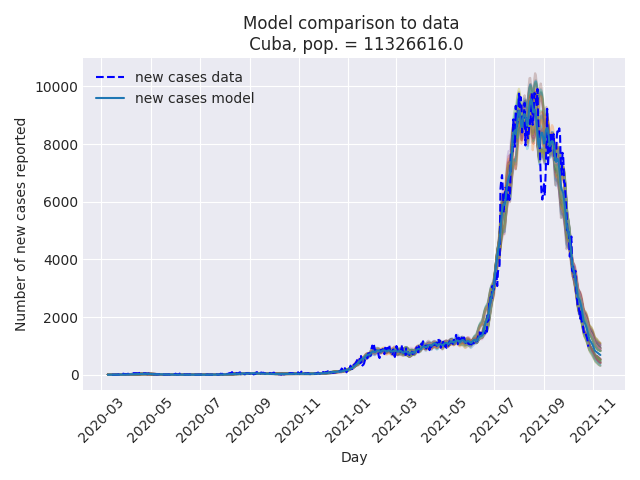 Model comparison to data
Cuba, pop. = 11326616.0
new cases data
new cases model
Number of new cases reported
10000
8000
6000
4000
2000
0
2020-03
2020-05
2020-07
2020-09
2020-11
2021-01
2021-03
2021-05
2021-07
2021-09
2021-11
Day